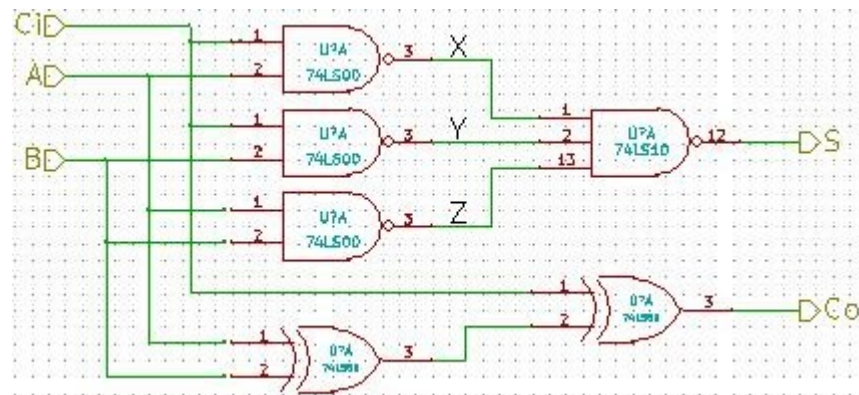 Ci
1 U?A 3 X
A 2 74LS00
1 U?A 3 Y 1 U?A 12 S
B 2 74LS00 2 74LS10
13
1 U?A 3 Z
2 74LS00
1 U?A 3 Co
2
1 U?A 3
2